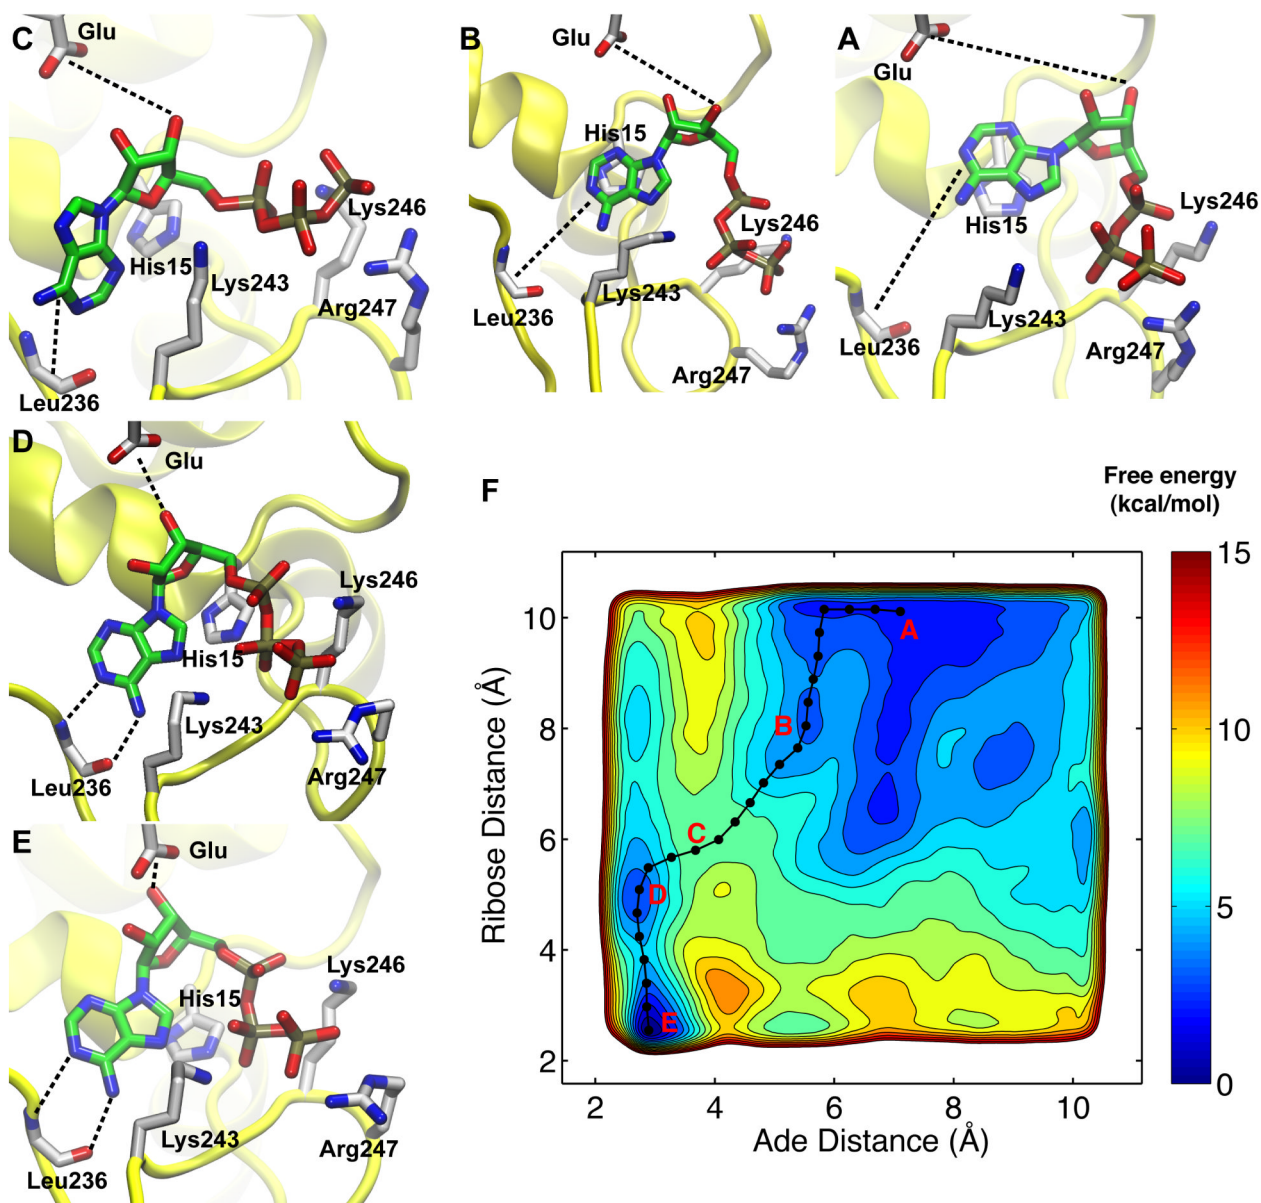 C
Glu
His15
Lys243
Lys246
Arg247
Leu236
B
Glu
His15
Lys246
Lys243
Leu236
Arg247
A
Glu
His15
Lys246
Lys243
Leu236
Arg247
D
Glu
Lys246
His15
Lys243
Leu236
Arg247
E
Glu
Lys246
His15
Lys243
Arg247
Leu236
F
Free energy
(kcal/mol)
15
10
5
0
Ribose Distance (Å)
10
8
6
4
2
A
B
C
D
E
2 4 6 8 10
Ade Distance (Å)